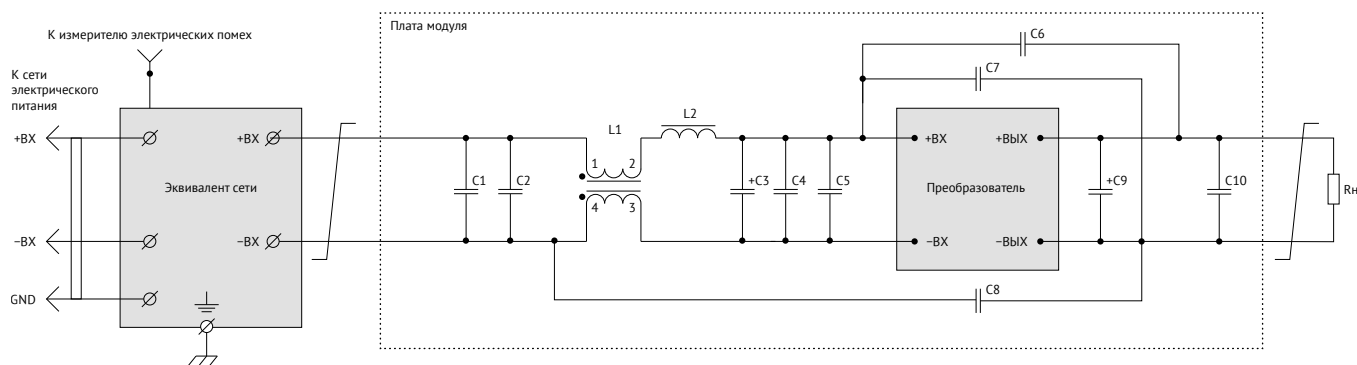 Плата модуля
К измерителю электрических помех
К сети
электрического
питания
+ВХ
−ВХ
GND
+ВХ
Эквивалент сети
−ВХ
C1
C2
L1
1
2
4
3
L2
+C3
C4
C5
C6
C7
+ВХ
+ВЫХ
Преобразователь
−ВХ
−ВЫХ
C8
+C9
C10
Rн